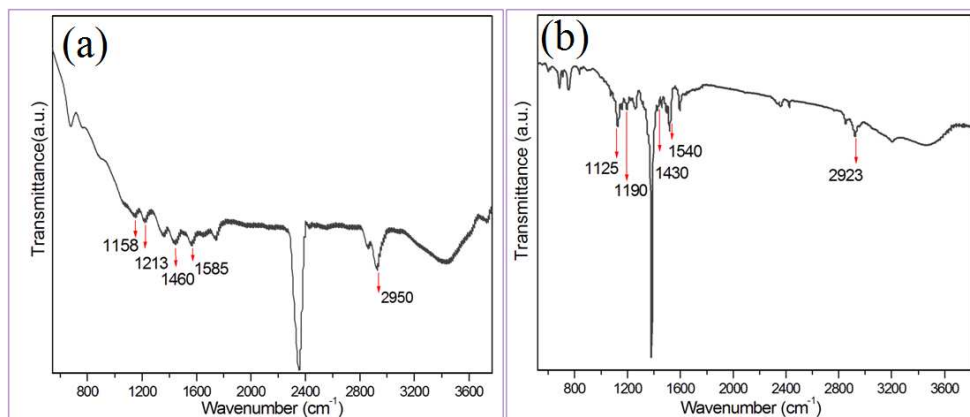 (a)
Transmittance(a.u.)
1158
1213
1460
1585
2950
800 1200 1600 2000 2400 2800 3200 3600
Wavenumber (cm⁻¹)
(b)
Transmittance (a.u.)
1125
1190
1430
1540
2923
800 1200 1600 2000 2400 2800 3200 3600
Wavenumber (cm⁻¹)